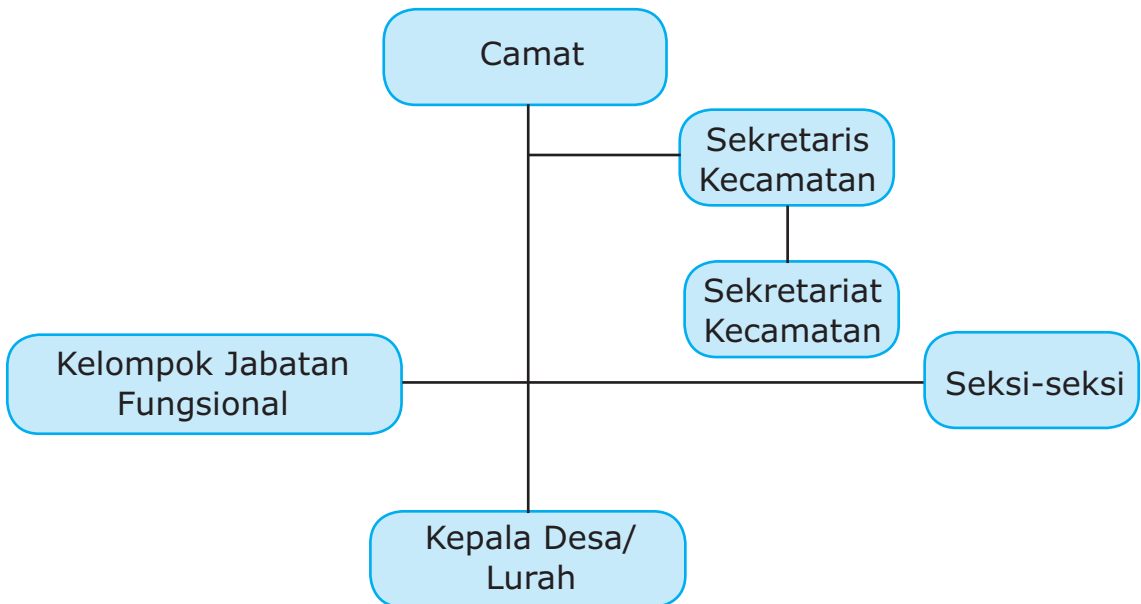 Camat
Sekretaris
Kecamatan
Sekretariat
Kecamatan
Kelompok Jabatan
Fungsional
Seksi-seksi
Kepala Desa/
Lurah